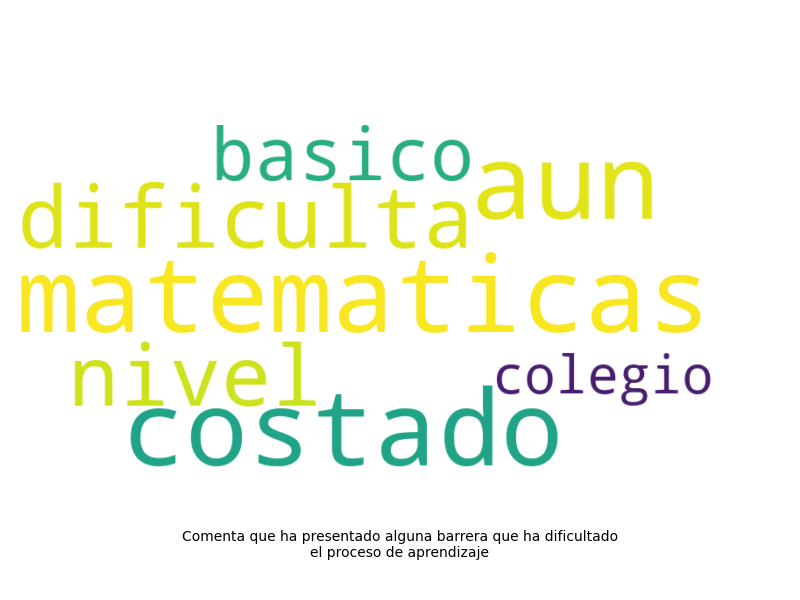 basico
aun
dificulta
matematicas
nivel
colegio
costado
Comenta que ha presentado alguna barrera que ha dificultado
el proceso de aprendizaje